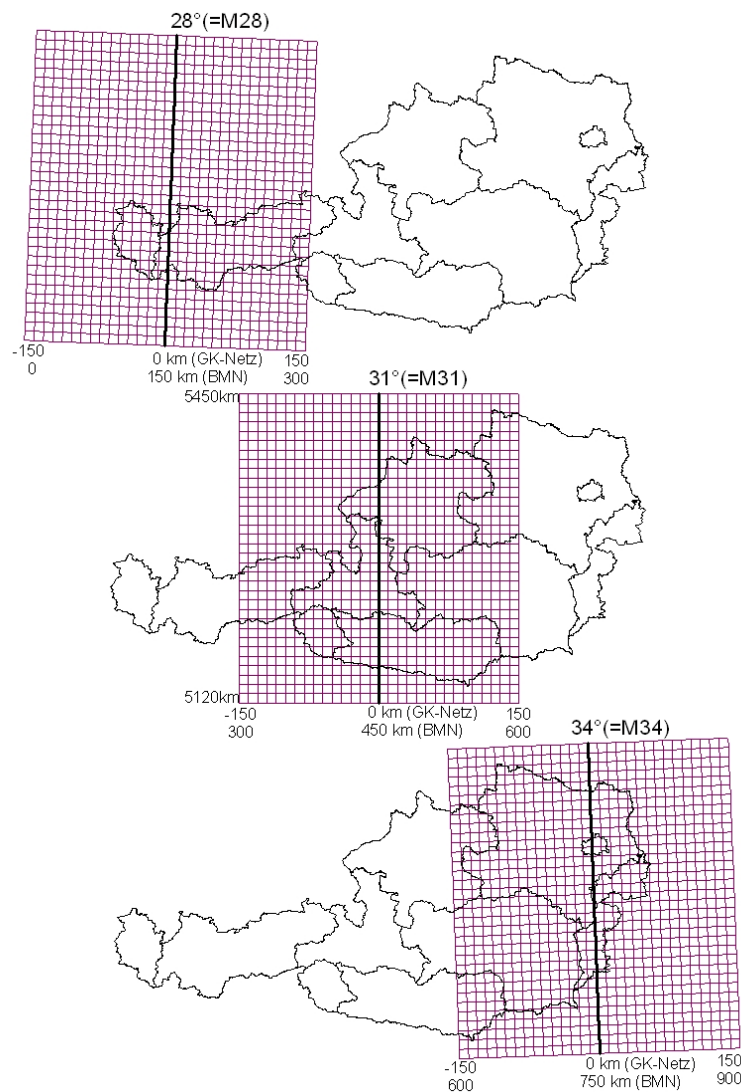 28°(=M28)
-150 0 km (GK-Netz) 150
0 150 km (BMN) 300
31°(=M31)
5450km
5120km
-150 0 km (GK-Netz) 150
300 450 km (BMN) 600
34°(=M34)
-150 0 km (GK-Netz) 150
600 750 km (BMN) 900